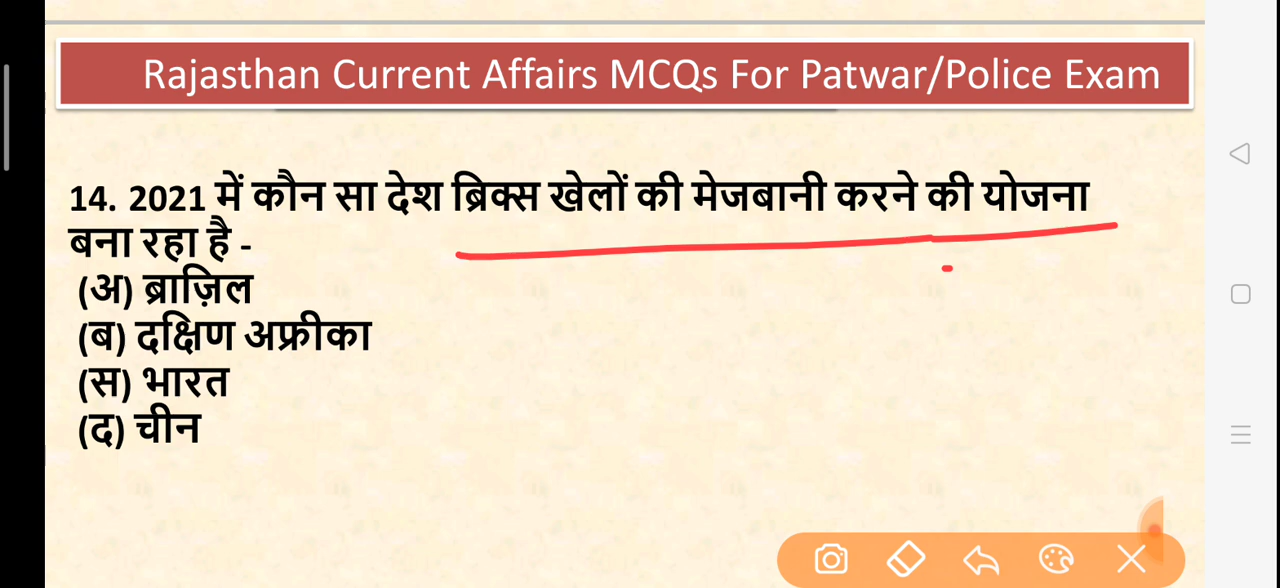 Rajasthan Current Affairs MCQs For Patwar/Police Exam
14. 2021 में कौन सा देश ब्रिक्स खेलों की मेजबानी करने की योजना
बना रहा है -
(अ) ब्राज़िल
(ब) दक्षिण अफ्रीका
(स) भारत
(द) चीन